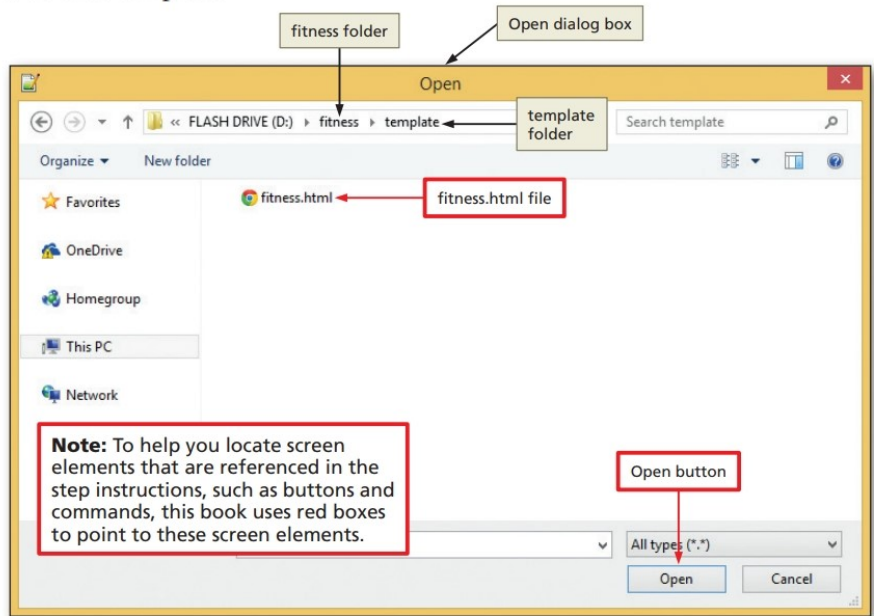 fitness folder
Open dialog box
Open
« FLASH DRIVE (D:) fitness template
template
folder
Search template
Organize
New folder
Favorites
fitness.html
fitness.html file
OneDrive
Homegroup
This PC
Network
Note: To help you locate screen
elements that are referenced in the
step instructions, such as buttons and
commands, this book uses red boxes
to point to these screen elements.
Open button
All types (*.*)
Open
Cancel